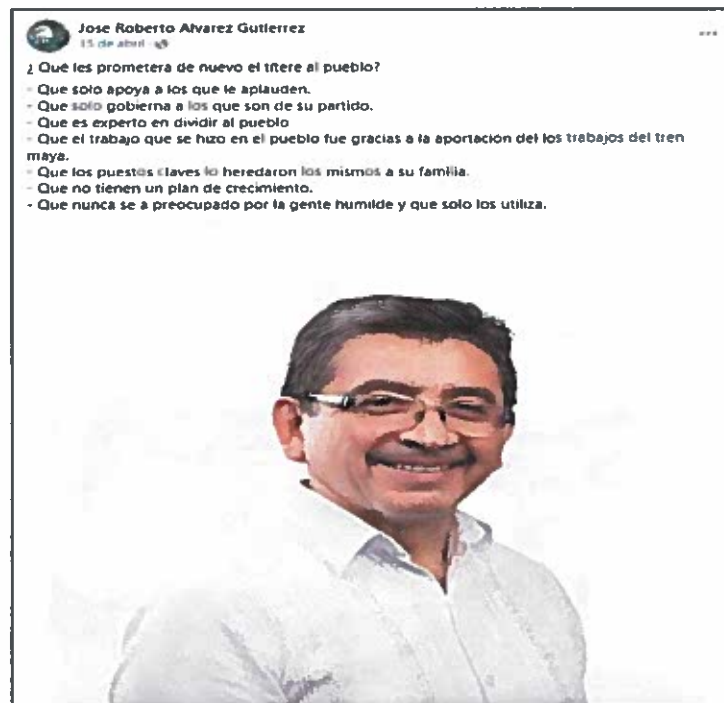 Jose Roberto Alvarez Gutierrez
15 de abril
¿ Qué les prometera de nuevo el títere al pueblo?
- Que solo apoya a los que le aplauden.
- Que solo gobierna a los que son de su partido.
- Que es experto en dividir al pueblo
- Que el trabajo que se hizo en el pueblo fue gracias a la aportación del los trabajos del tren
maya.
- Que los puestos claves lo heredaron los mismos a su familia.
- Que no tienen un plan de crecimiento.
- Que nunca se a preocupado por la gente humilde y que solo los utiliza.